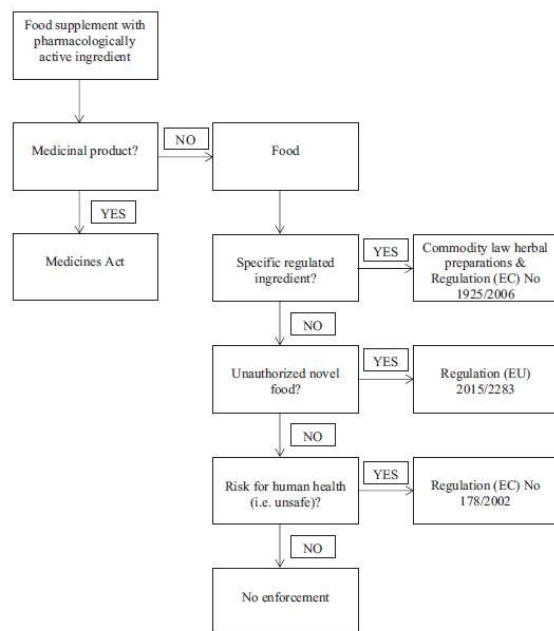 Food supplement with
pharmacologically
active ingredient
Medicinal product?
NO
Food
YES
Medicines Act
Specific regulated
ingredient?
YES
Commodity law herbal
preparations &
Regulation (EC) No
1925/2006
NO
Unauthorized novel
food?
YES
Regulation (EU)
2015/2283
NO
Risk for human health
(i.e. unsafe)?
YES
Regulation (EC) No
178/2002
NO
No enforcement